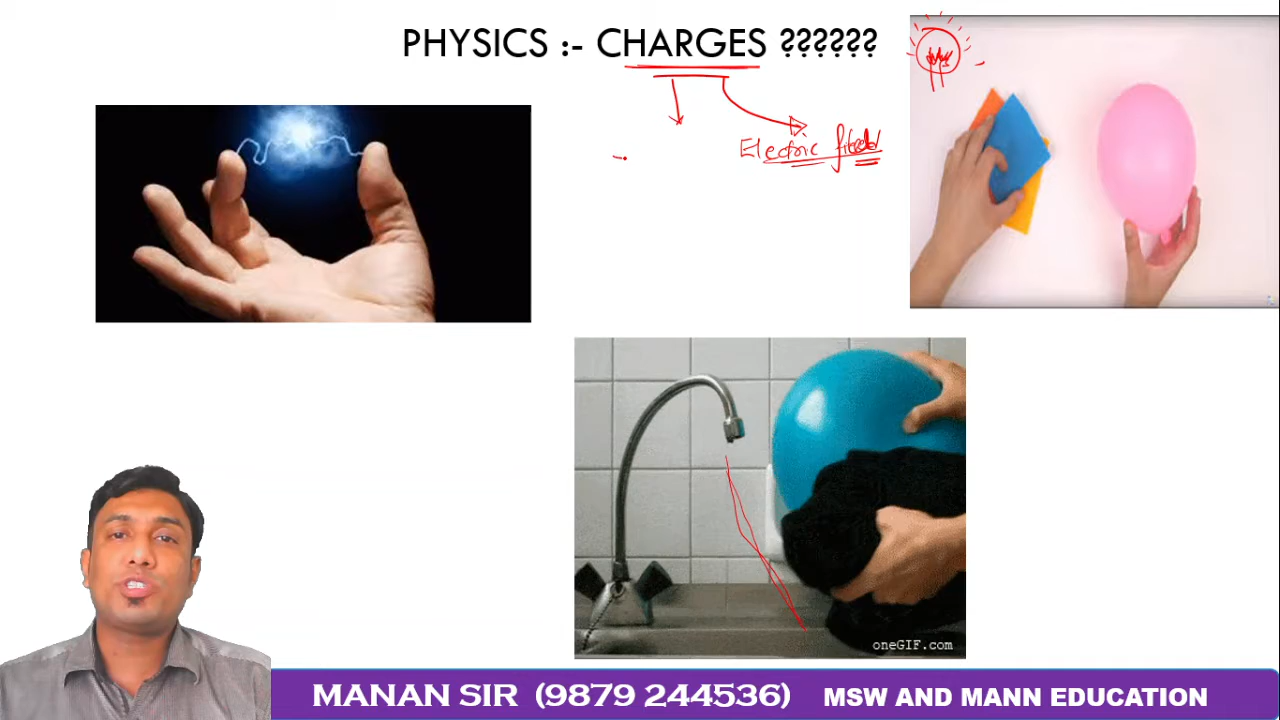 PHYSICS :- CHARGES ??????
Electric field
oneGIF.com
MANAN SIR (9879 244536) MSW AND MANN EDUCATION